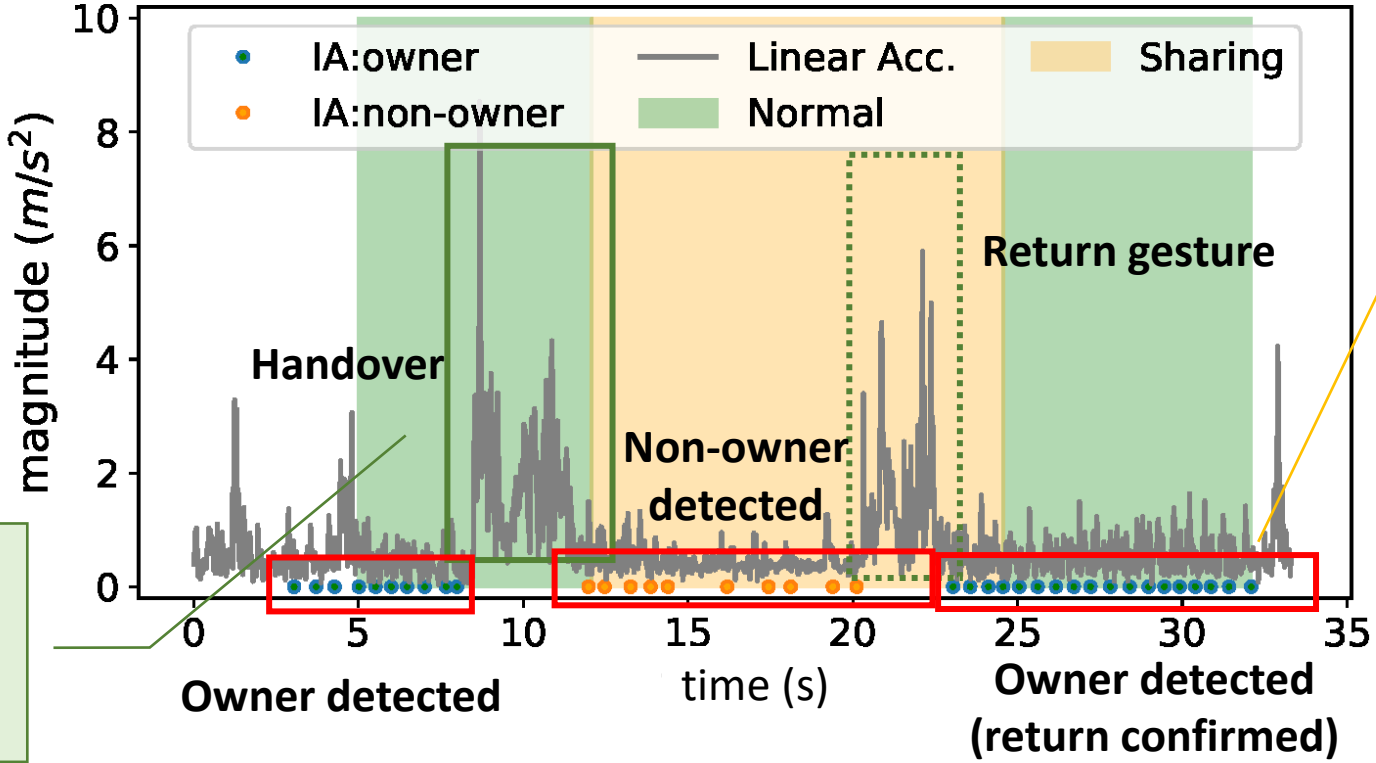 10
8
6
4
2
0
magnitude (m/s²)
IA:owner
IA:non-owner
Linear Acc.
Normal
Sharing
Return gesture
Handover
Non-owner
detected
0 5 10 15 20 25 30 35
time (s)
Owner detected
Owner detected
(return confirmed)